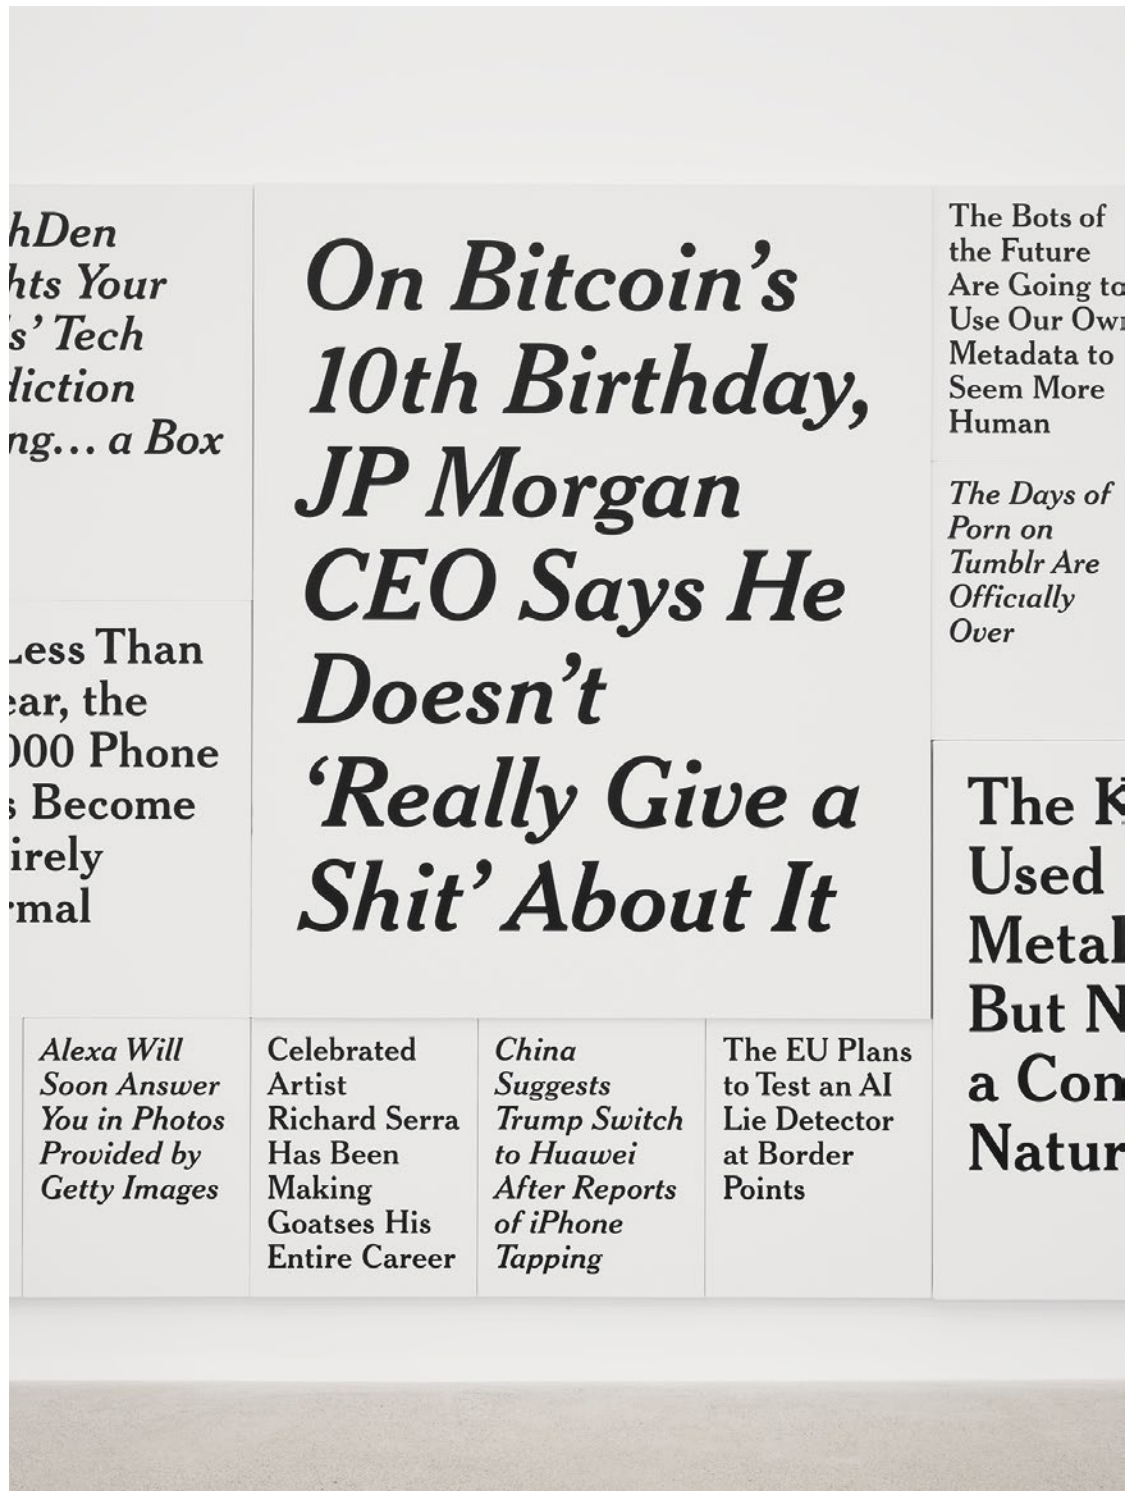 hDen
hts Your
s' Tech
diction
ng... a Box
Less Than
ear, the
000 Phone
s Become
irely
rmal
On Bitcoin's
10th Birthday,
JP Morgan
CEO Says He
Doesn't
'Really Give a
Shit' About It
The Bots of
the Future
Are Going to
Use Our Own
Metadata to
Seem More
Human
The Days of
Porn on
Tumblr Are
Officially
Over
The K
Used
Metal
But N
a Con
Natur
Alexa Will
Soon Answer
You in Photos
Provided by
Getty Images
Celebrated
Artist
Richard Serra
Has Been
Making
Goatses His
Entire Career
China
Suggests
Trump Switch
to Huawei
After Reports
of iPhone
Tapping
The EU Plans
to Test an AI
Lie Detector
at Border
Points